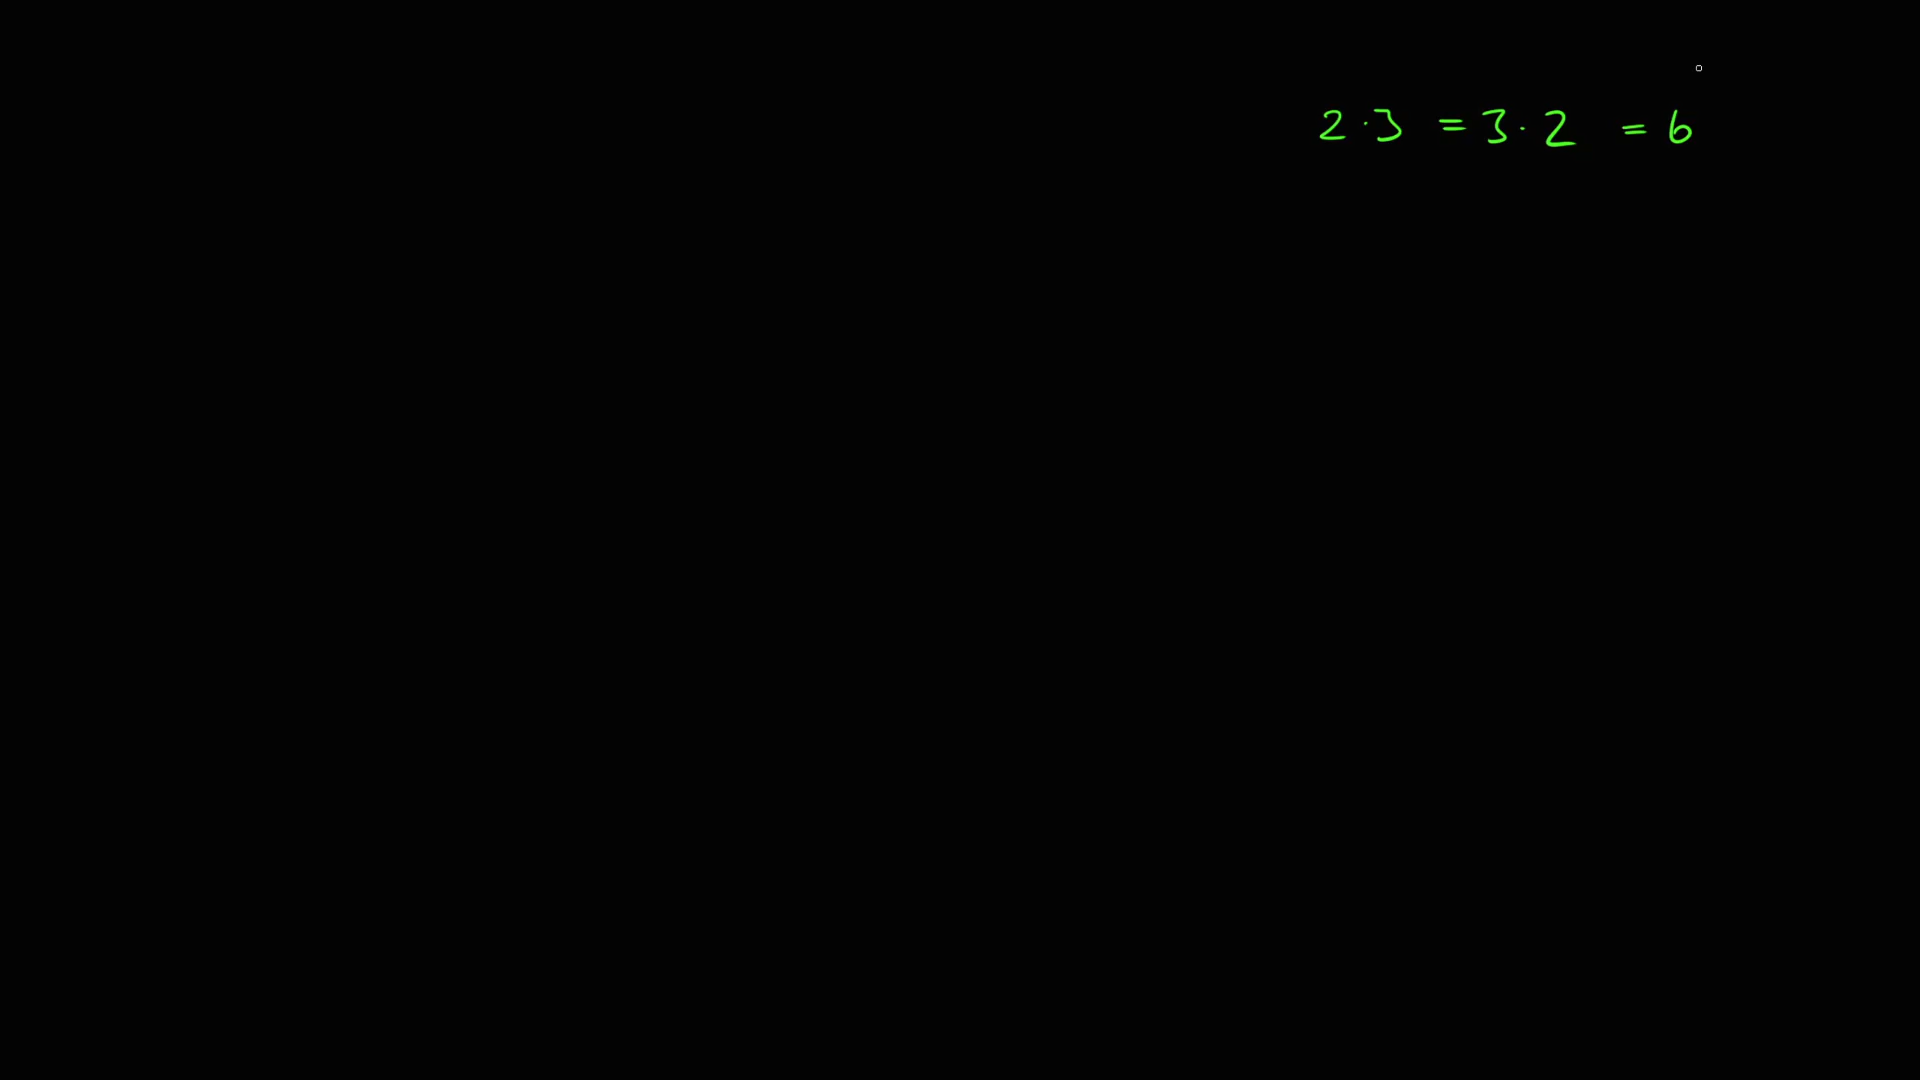 2·3 = 3·2 = 6